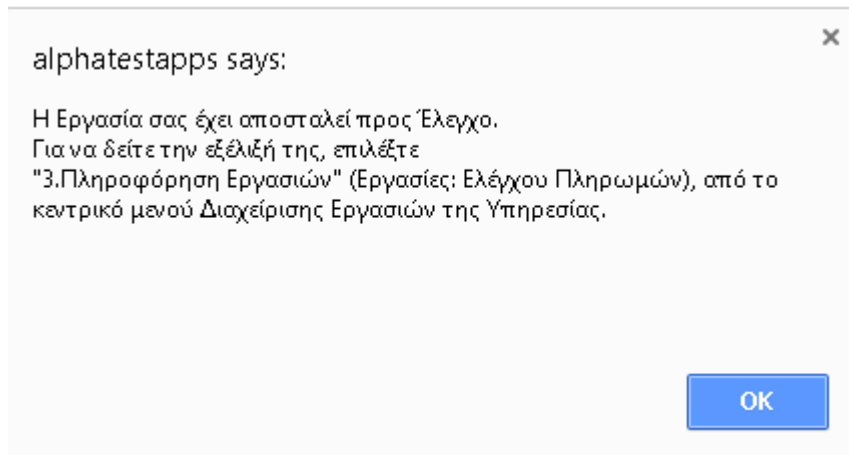 alphatestapps says:
Η Εργασία σας έχει αποσταλεί προς Έλεγχο.
Για να δείτε την εξέλιξή της, επιλέξτε
"3.Πληροφόρηση Εργασιών" (Εργασίες: Ελέγχου Πληρωμών), από το
κεντρικό μενού Διαχείρισης Εργασιών της Υπηρεσίας.
OK